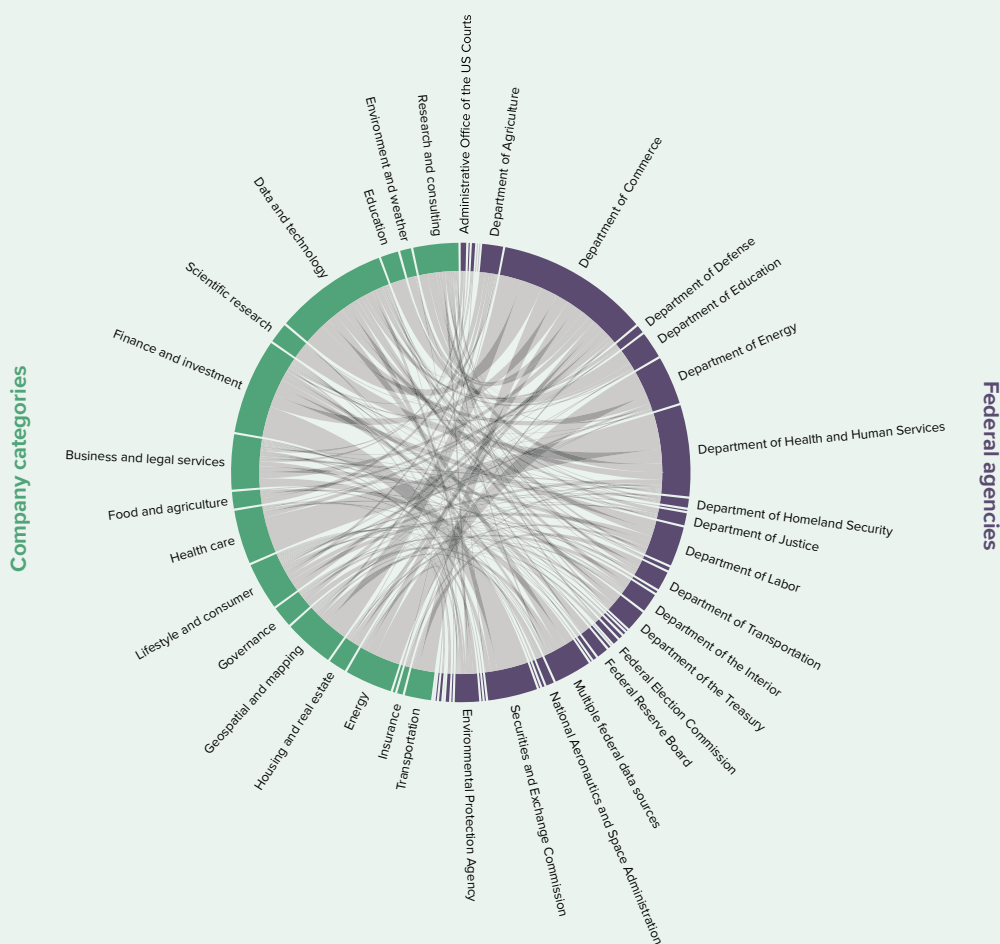 Company categories
Federal agencies
Administrative Office of the US Courts
Department of Agriculture
Department of Commerce
Department of Defense
Department of Education
Department of Energy
Department of Health and Human Services
Department of Homeland Security
Department of Justice
Department of Labor
Department of Transportation
Department of the Interior
Department of the Treasury
Federal Election Commission
Federal Reserve Board
Multiple federal data sources
National Aeronautics and Space Administration
Securities and Exchange Commission
Environmental Protection Agency
Transportation
Insurance
Energy
Housing and real estate
Geospatial and mapping
Governance
Lifestyle and consumer
Health care
Food and agriculture
Business and legal services
Finance and investment
Scientific research
Data and technology
Education
Environment and weather
Research and consulting